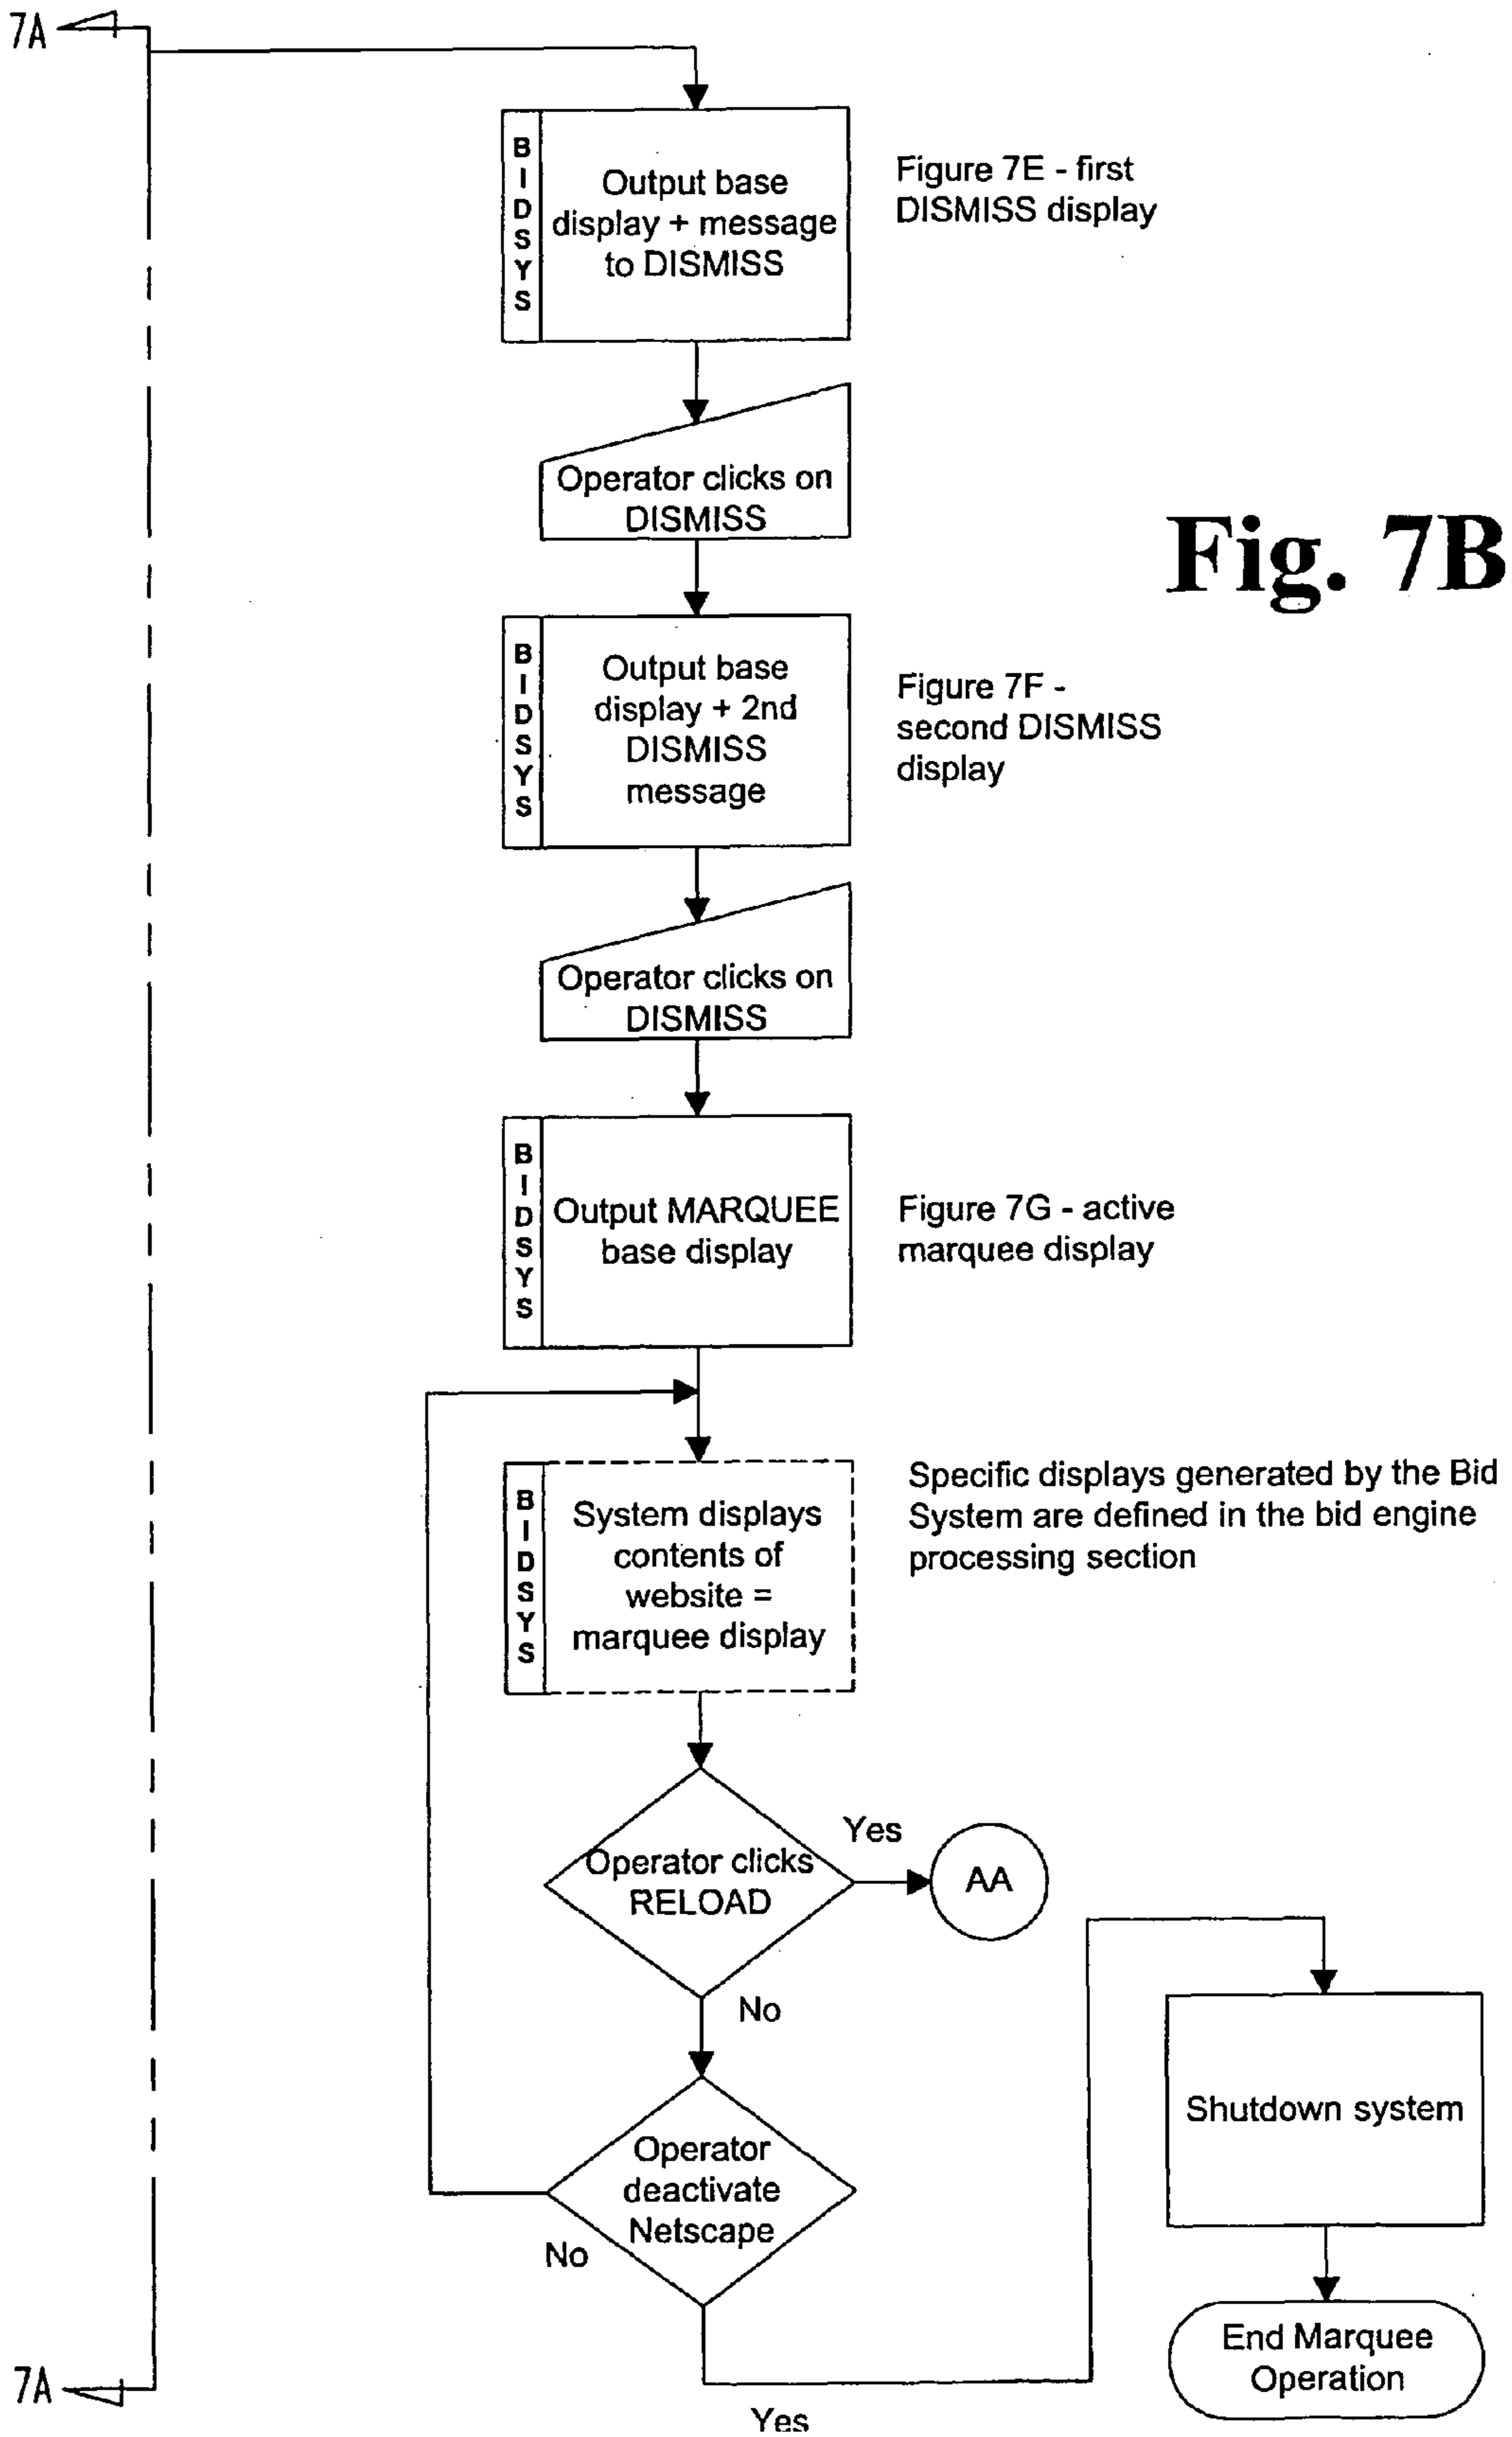 7A
BIDSYS
Output base
display + message
to DISMISS
Figure 7E - first
DISMISS display
Operator clicks on
DISMISS
Fig. 7B
BIDSYS
Output base
display + 2nd
DISMISS
message
Figure 7F -
second DISMISS
display
Operator clicks on
DISMISS
BIDSYS
Output MARQUEE
base display
Figure 7G - active
marquee display
BIDSYS
System displays
contents of
website =
marquee display
Specific displays generated by the Bid
System are defined in the bid engine
processing section
Operator clicks
RELOAD
Yes
AA
No
Operator
deactivate
Netscape
No
Yes
Shutdown system
End Marquee
Operation
7A